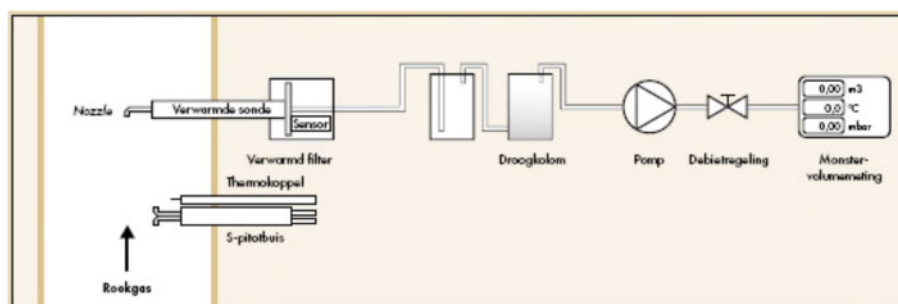 Nozzle
Verwarmde sonde
Sensor
Verwarmd filter
Thermokoppel
S-pitotbuis
Rookgas
Droogkolom
Pomp
Debietregeling
0,00 m3
0,0 °C
0,00 mbar
Monster-
volumemeting